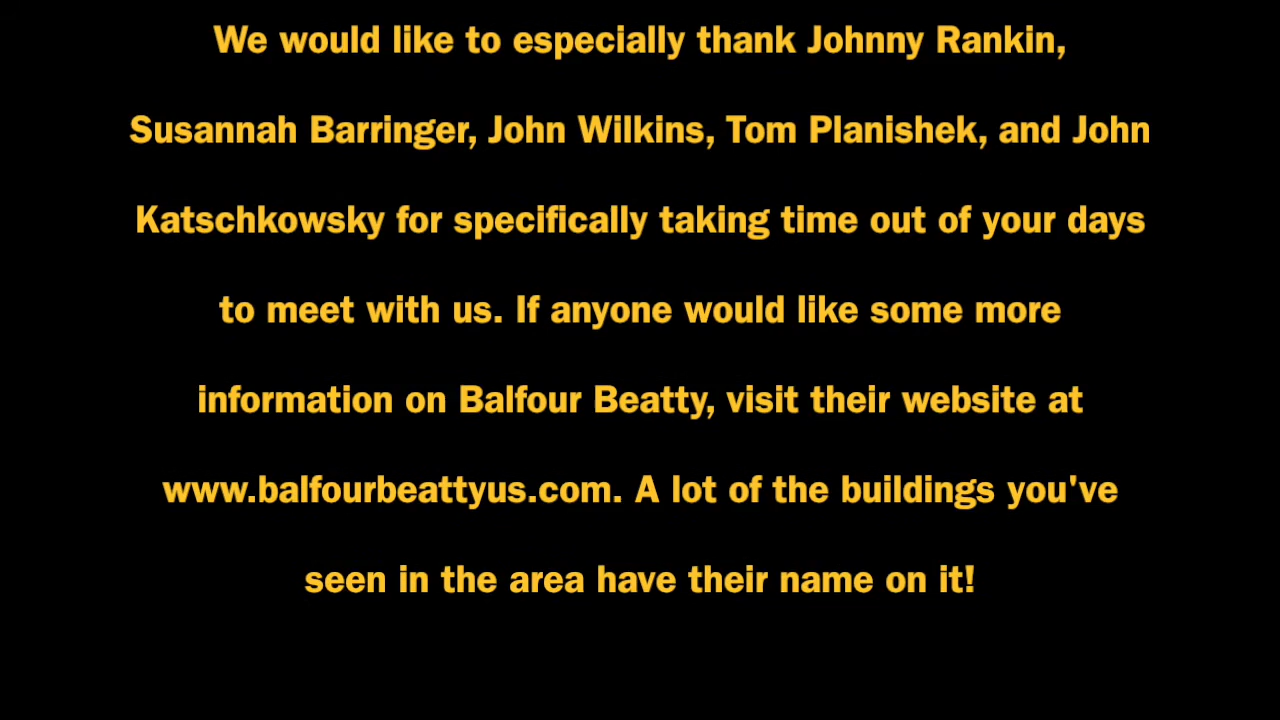 We would like to especially thank Johnny Rankin,
Susannah Barringer, John Wilkins, Tom Planishek, and John
Katschkowsky for specifically taking time out of your days
to meet with us. If anyone would like some more
information on Balfour Beatty, visit their website at
www.balfourbeattyus.com. A lot of the buildings you've
seen in the area have their name on it!